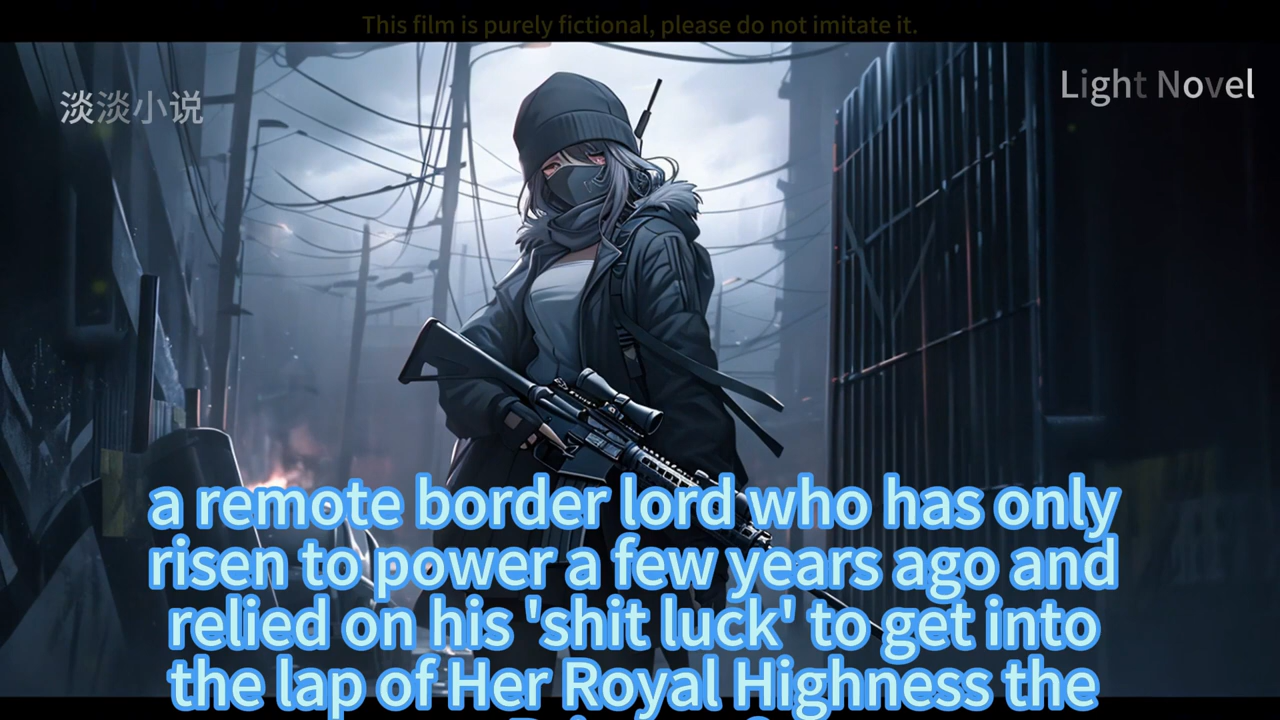 This film is purely fictional, please do not imitate it.
淡淡小说
Light Novel
a remote border lord who has only
risen to power a few years ago and
relied on his 'shit luck' to get into
the lap of Her Royal Highness the